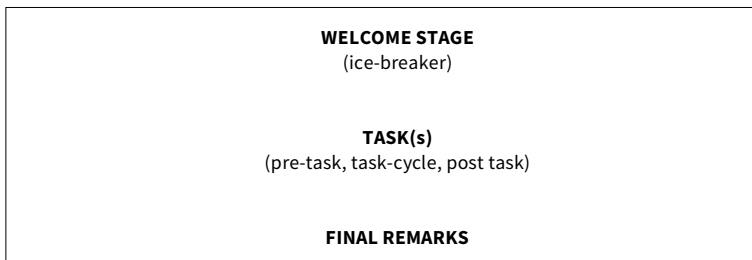 WELCOME STAGE
(ice-breaker)
TASK(s)
(pre-task, task-cycle, post task)
FINAL REMARKS